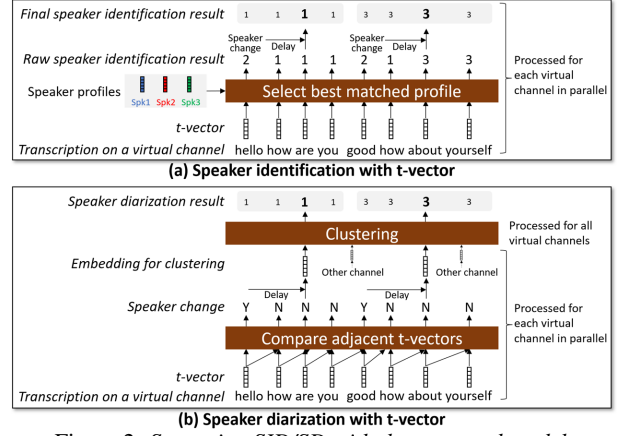 Final speaker identification result 1 1 1 1 3 3 3 3
Speaker change Delay Speaker change Delay
Raw speaker identification result 2 1 1 1 2 1 3 3
Processed for each virtual channel in parallel
Speaker profiles Spk1 Spk2 Spk3 Select best matched profile
t-vector
Transcription on a virtual channel hello how are you good how about yourself
(a) Speaker identification with t-vector
Speaker diarization result 1 1 1 1 3 3 3 3
Clustering
Processed for all virtual channels
Embedding for clustering Other channel Other channel
Delay Delay
Speaker change Y N N N Y N N N
Processed for each virtual channel in parallel
Compare adjacent t-vectors
t-vector
Transcription on a virtual channel hello how are you good how about yourself
(b) Speaker diarization with t-vector